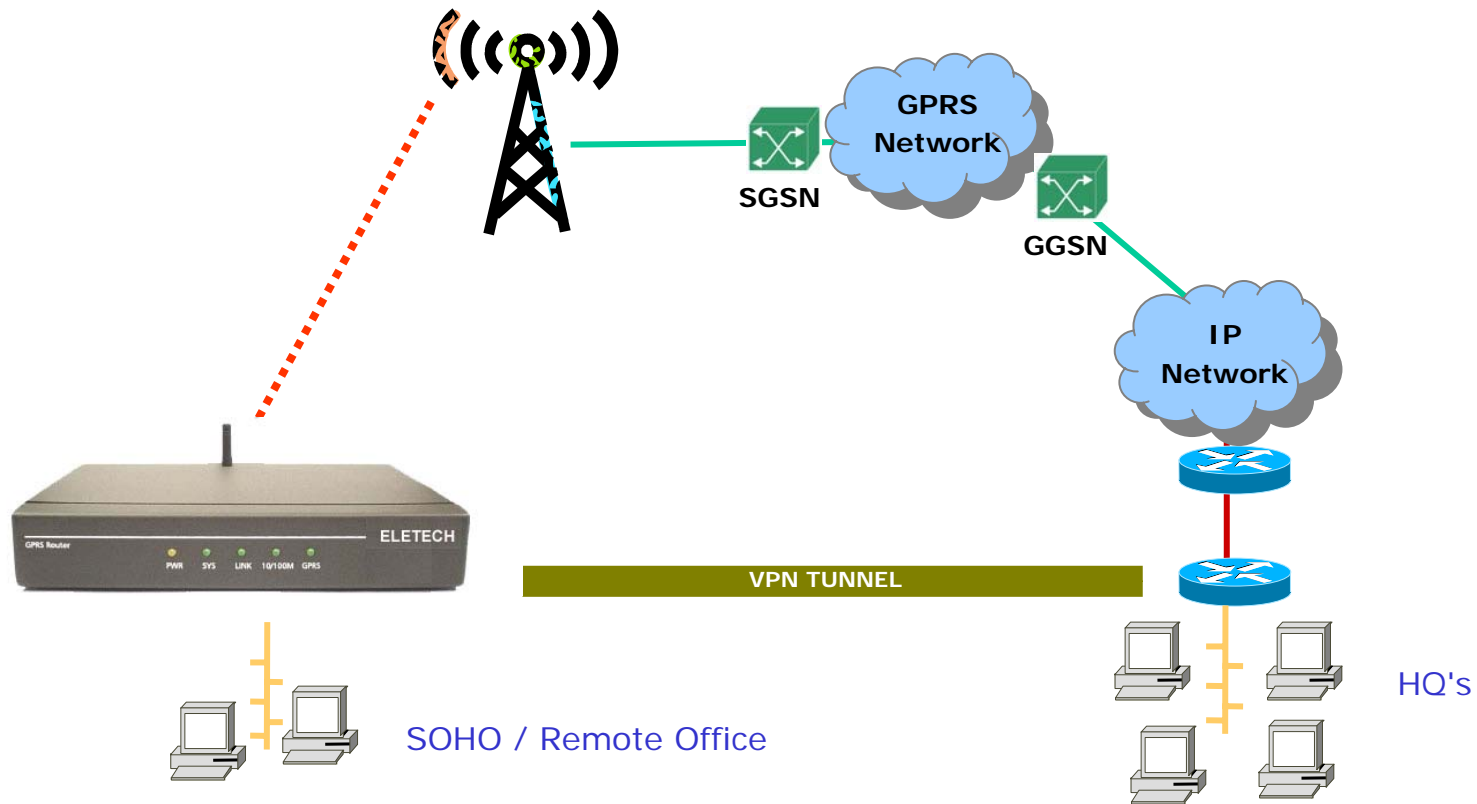 GPRS
Network
SGSN
GGSN
IP
Network
ELETECH
GPRS Router
PWR SYS LINK 10/100M GPRS
VPN TUNNEL
HQ's
SOHO / Remote Office